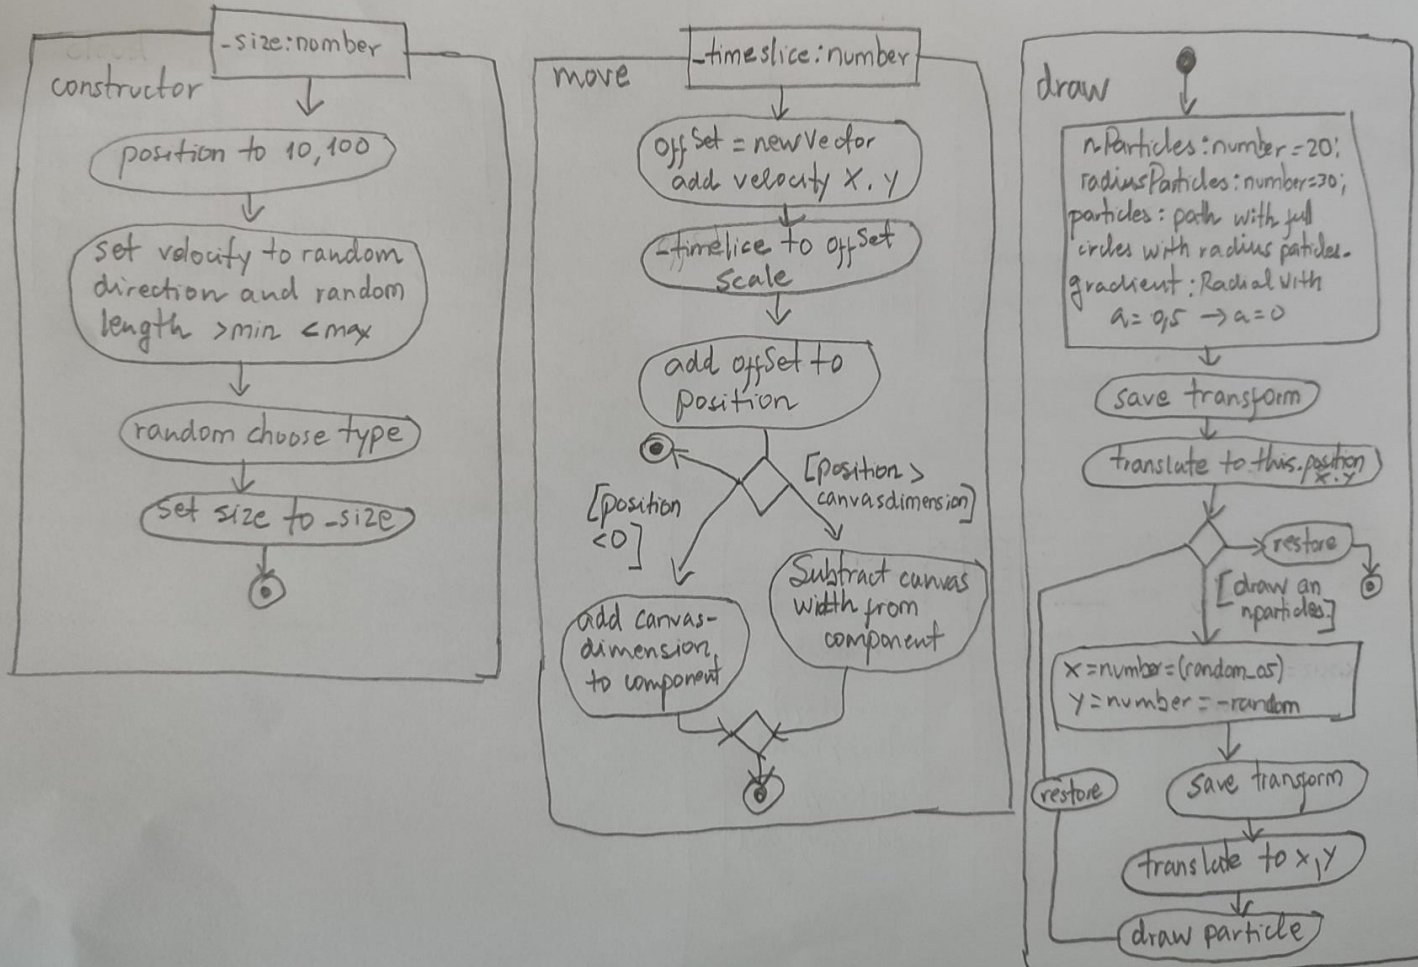 _size:number
constructor
position to 10,100
set velocity to random
direction and random
length >min <max
random choose type
set size to _size
_timeslice:number
move
offSet = newVector
add velocity X. Y
_timelice to offSet
scale
add offSet to
position
[position
<0]
[position >
canvasdimension]
add canvas-
dimension
to component
Subtract canvas
width from
component
draw
nParticles:number=20;
radiusParticles:number=30;
particles: path with full
circles with radius paticles.
gradient: Radial with
a=0,5 → a=0
save transform
translate to this.position
X.Y
restore
[draw an
nparticles.]
X=number=(random_05)
Y=number=-random
save transform
restore
translate to x,y
draw particle